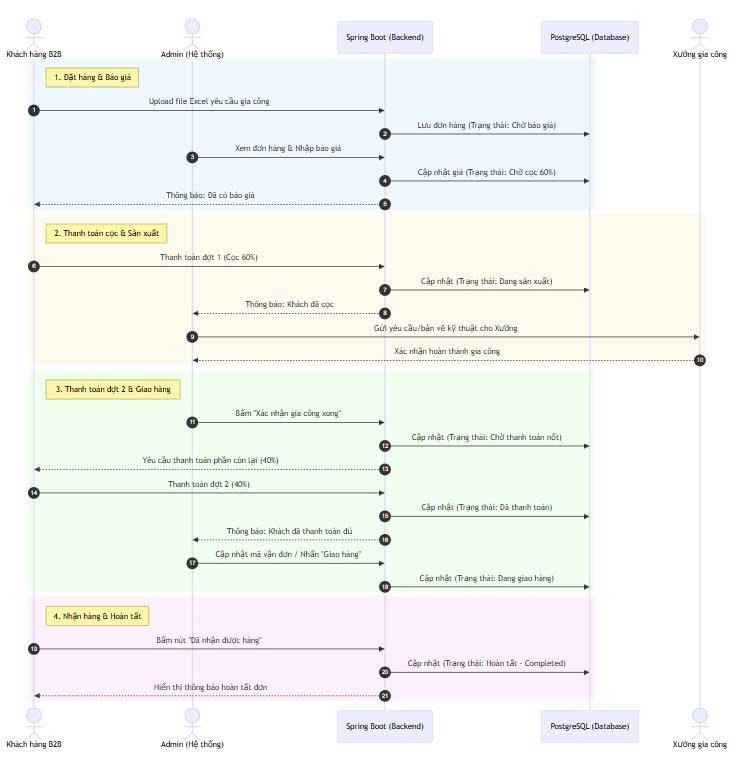 Khách hàng B2B
Admin (Hệ thống)
Spring Boot (Backend)
PostgreSQL (Database)
Xưởng gia công
1. Đặt hàng & Báo giá
1
Upload file Excel yêu cầu gia công
2
Lưu đơn hàng (Trạng thái: Chờ báo giá)
3
Xem đơn hàng & Nhập báo giá
4
Cập nhật giá (Trạng thái: Chờ cọc 60%)
5
Thông báo: Đã có báo giá
2. Thanh toán cọc & Sản xuất
6
Thanh toán đợt 1 (Cọc 60%)
7
Cập nhật (Trạng thái: Đang sản xuất)
8
Thông báo: Khách đã cọc
9
Gửi yêu cầu/bản vẽ kỹ thuật cho Xưởng
10
Xác nhận hoàn thành gia công
3. Thanh toán đợt 2 & Giao hàng
11
Bấm "Xác nhận gia công xong"
12
Cập nhật (Trạng thái: Chờ thanh toán nốt)
13
Yêu cầu thanh toán phần còn lại (40%)
14
Thanh toán đợt 2 (40%)
15
Cập nhật (Trạng thái: Đã thanh toán)
16
Thông báo: Khách đã thanh toán đủ
17
Cập nhật mã vận đơn / Nhấn "Giao hàng"
18
Cập nhật (Trạng thái: Đang giao hàng)
4. Nhận hàng & Hoàn tất
19
Bấm nút "Đã nhận được hàng"
20
Cập nhật (Trạng thái: Hoàn tất - Completed)
21
Hiển thị thông báo hoàn tất đơn
Khách hàng B2B
Admin (Hệ thống)
Spring Boot (Backend)
PostgreSQL (Database)
Xưởng gia công